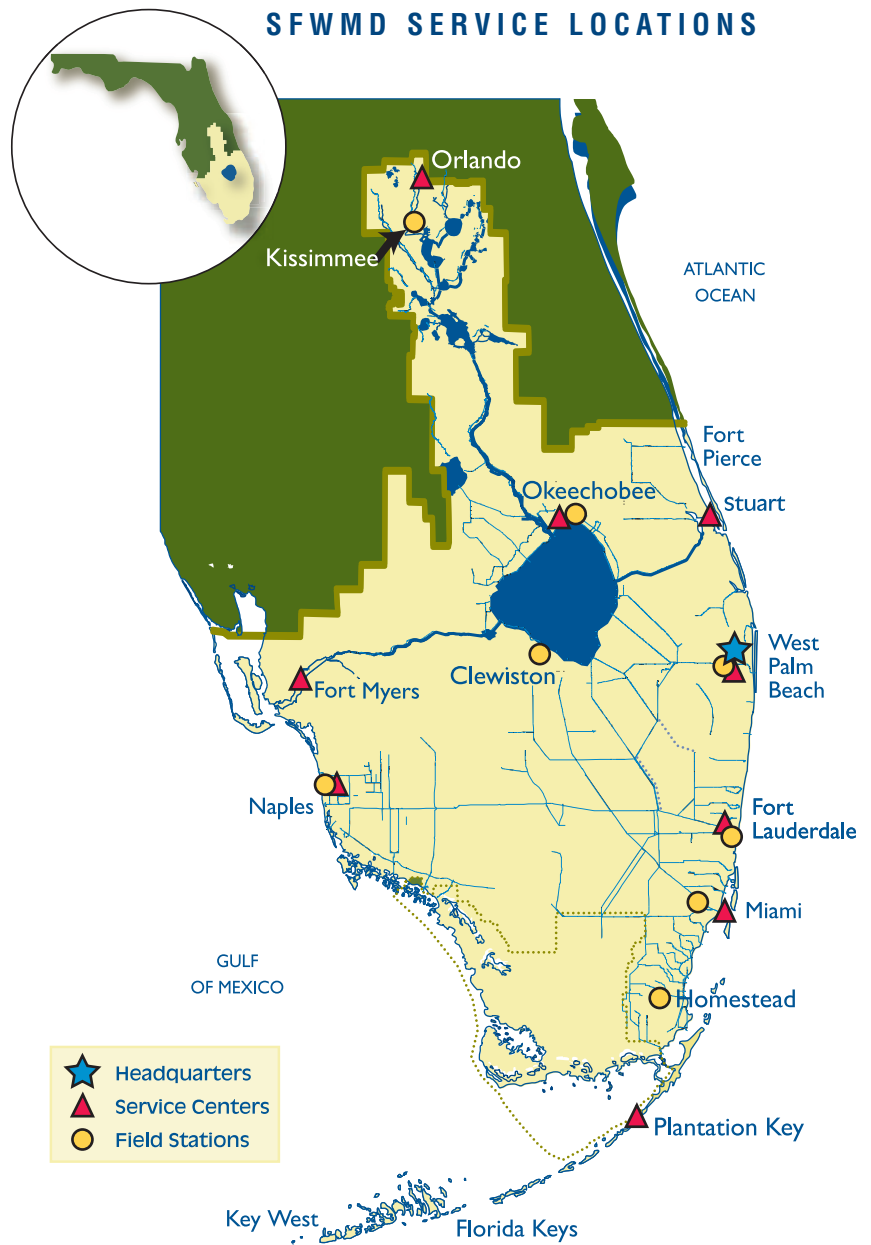 SFWMD SERVICE LOCATIONS
Orlando
Kissimmee
ATLANTIC
OCEAN
Fort
Pierce
Okeechobee
Stuart
West
Palm
Beach
Clewiston
Fort Myers
Naples
Fort
Lauderdale
Miami
GULF
OF MEXICO
Homestead
Headquarters
Service Centers
Field Stations
Plantation Key
Key West
Florida Keys